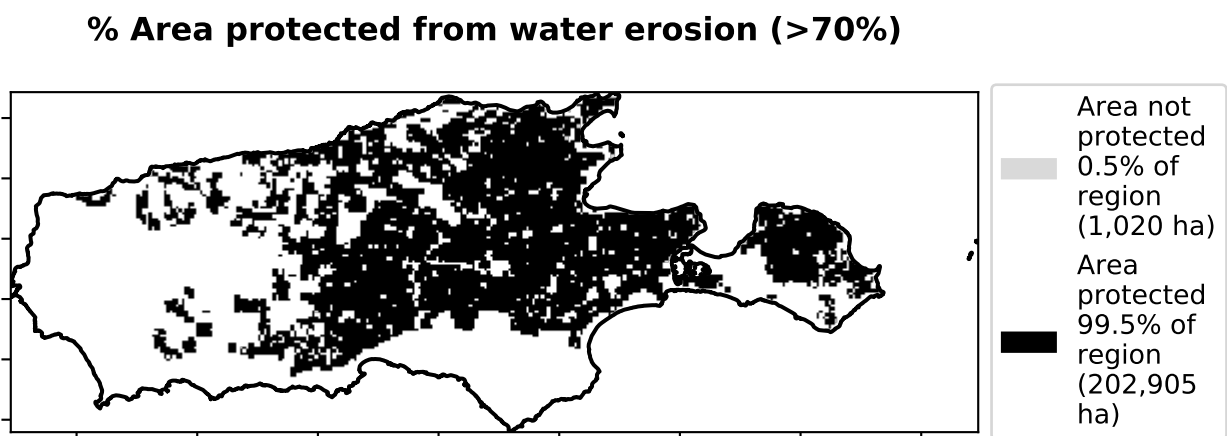 % Area protected from water erosion (>70%)
Area not
protected
0.5% of
region
(1,020 ha)
Area
protected
99.5% of
region
(202,905
ha)